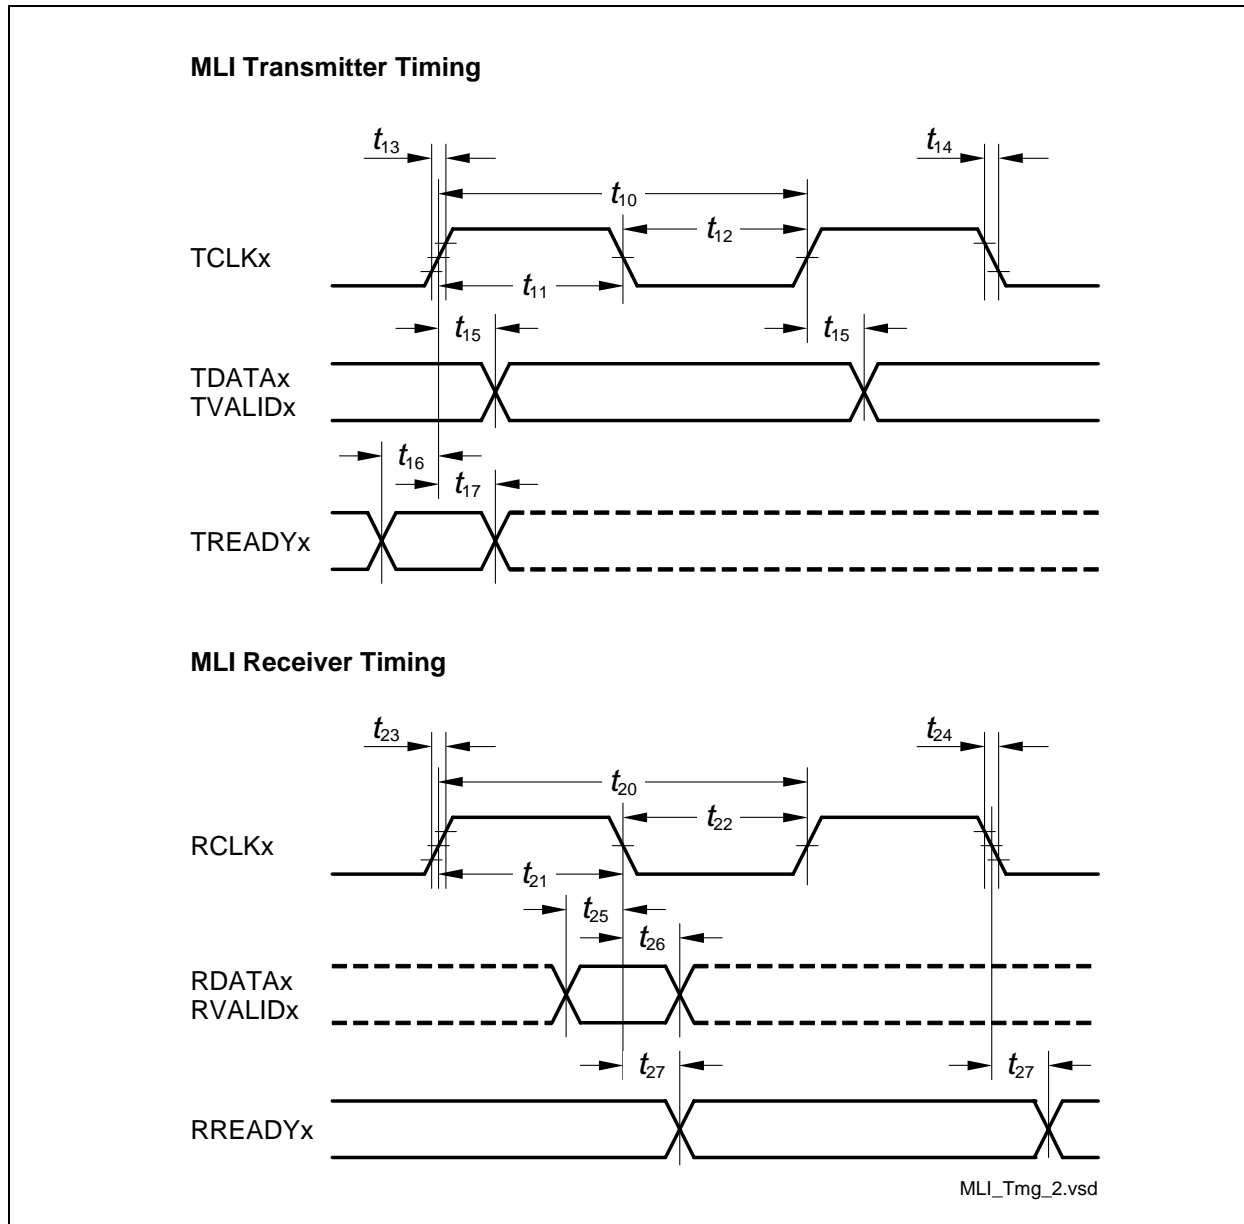 MLI Transmitter Timing
t13
t14
t10
t12
TCLKx
t11
t15
t15
TDATAx
TVALIDx
t16
t17
TREADYx
MLI Receiver Timing
t23
t24
t20
t22
RCLKx
t21
t25
t26
RDATAx
RVALIDx
t27
t27
RREADYx
MLI_Tmg_2.vsd